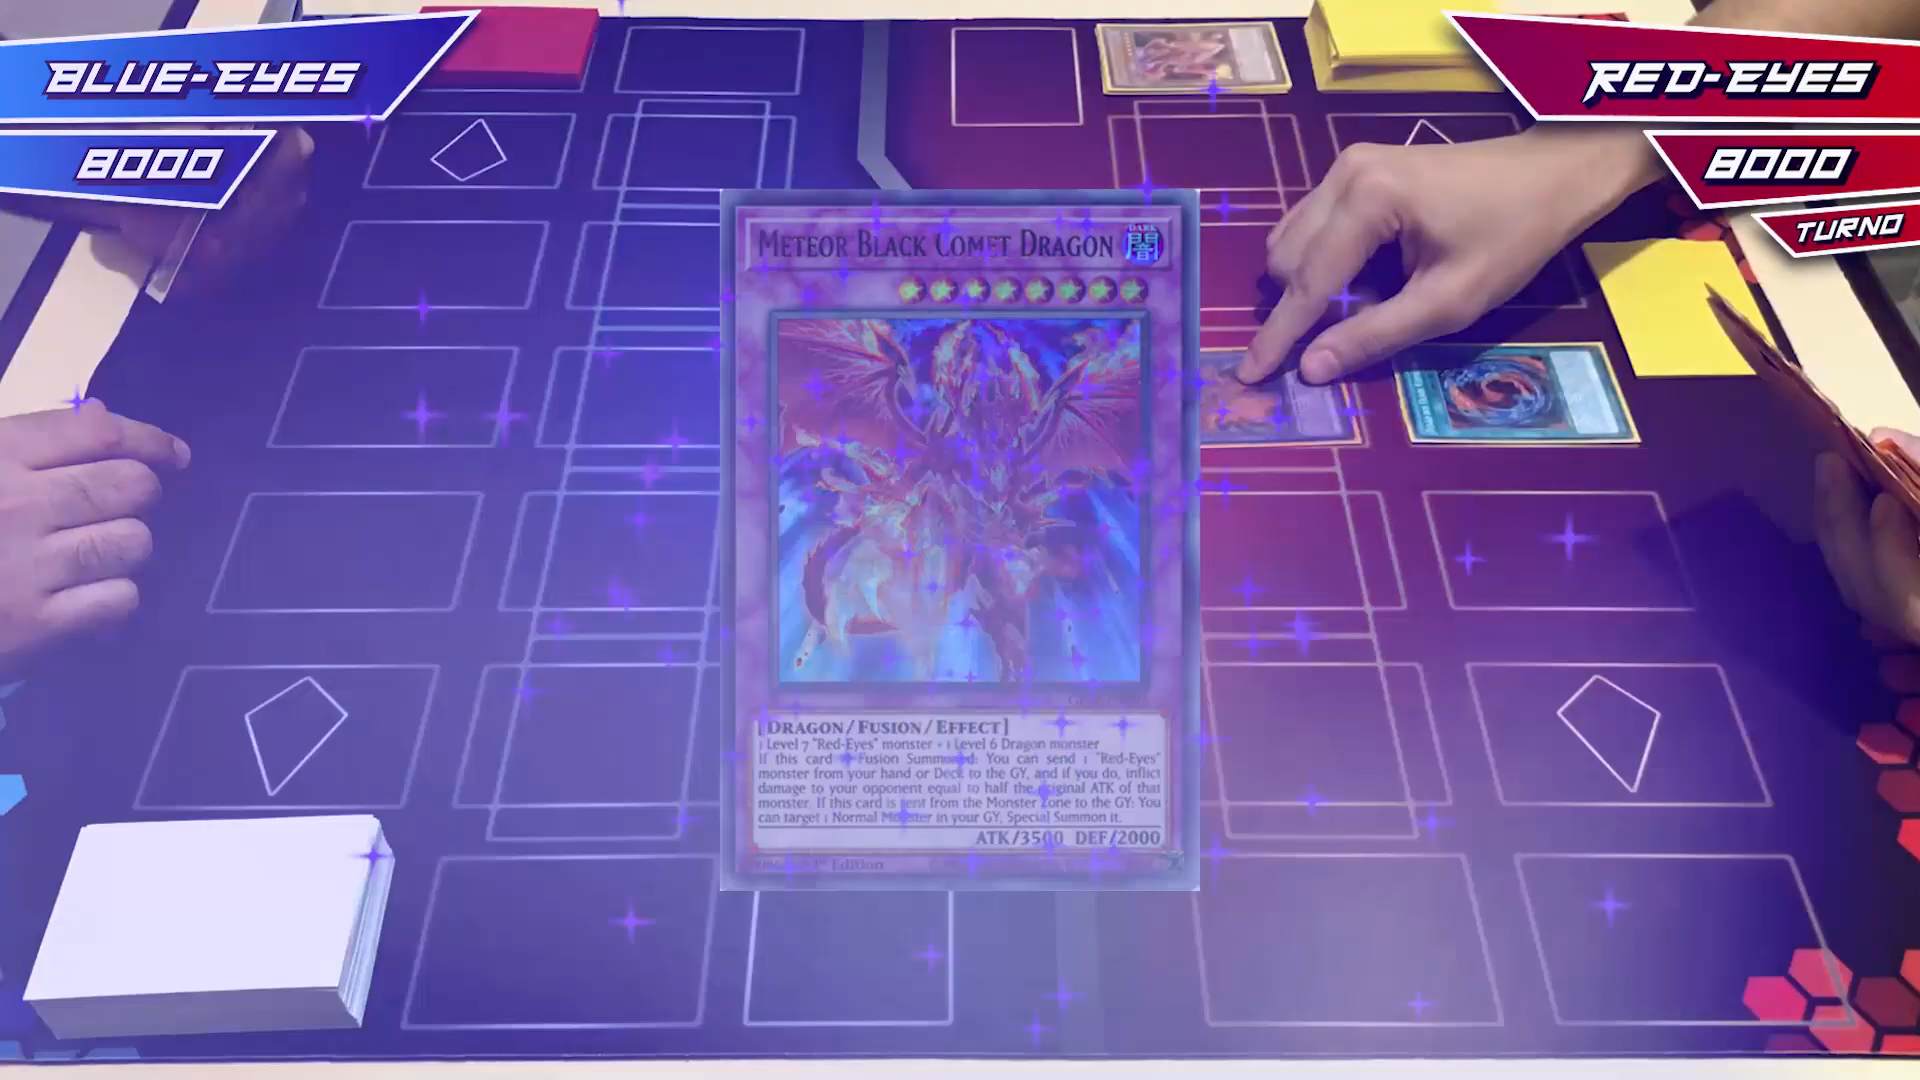 BLUE-EYES
8000
RED-EYES
8000
TURNO
METEOR BLACK COMET DRAGON
DARK
闇
[DRAGON/FUSION/EFFECT]
1 Level 7 "Red-Eyes" monster + 1 Level 6 Dragon monster
If this card is Fusion Summoned: You can send 1 "Red-Eyes"
monster from your hand or Deck to the GY, and if you do, inflict
damage to your opponent equal to half the original ATK of that
monster. If this card is sent from the Monster Zone to the GY: You
can target 1 Normal Monster in your GY; Special Summon it.
ATK/3500 DEF/2000
1st Edition